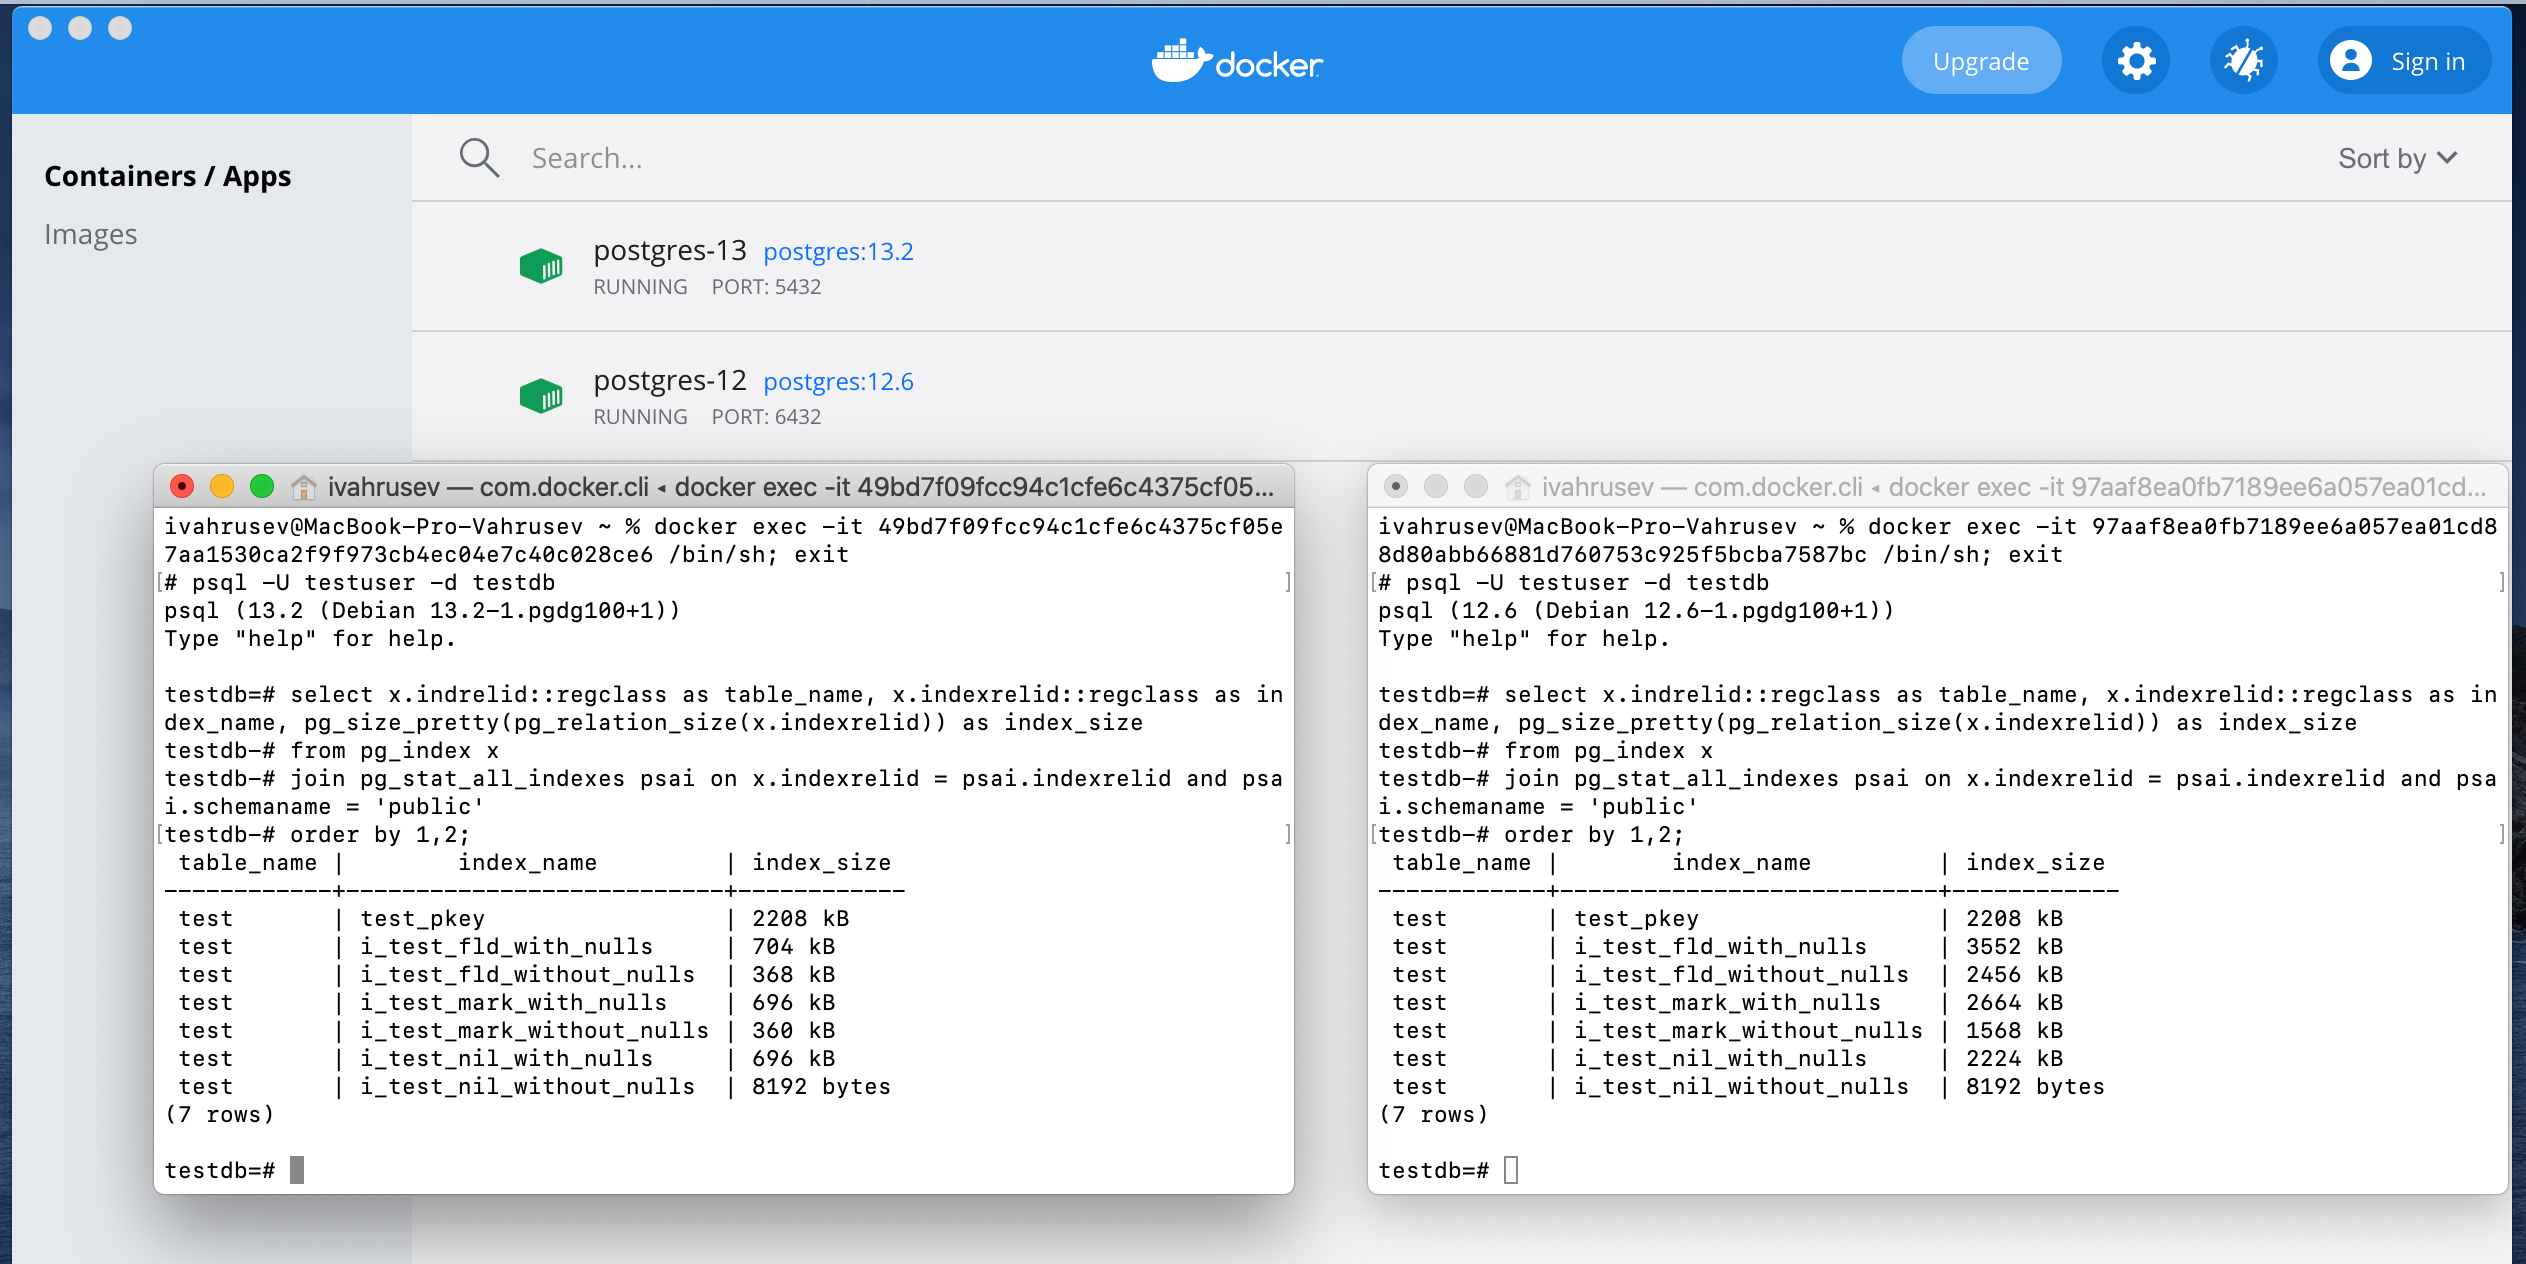 docker
Upgrade
Sign in
Containers / Apps
Images
Search...
Sort by
postgres-13 postgres:13.2
RUNNING PORT: 5432
postgres-12 postgres:12.6
RUNNING PORT: 6432
ivahrusev — com.docker.cli ◂ docker exec -it 49bd7f09fcc94c1cfe6c4375cf05...
ivahrusev@MacBook-Pro-Vahrusev ~ % docker exec -it 49bd7f09fcc94c1cfe6c4375cf05e
7aa1530ca2f9f973cb4ec04e7c40c028ce6 /bin/sh; exit
[# psql -U testuser -d testdb ]
psql (13.2 (Debian 13.2-1.pgdg100+1))
Type "help" for help.
testdb=# select x.indrelid::regclass as table_name, x.indexrelid::regclass as in
dex_name, pg_size_pretty(pg_relation_size(x.indexrelid)) as index_size
testdb-# from pg_index x
testdb-# join pg_stat_all_indexes psai on x.indexrelid = psai.indexrelid and psa
i.schemaname = 'public'
[testdb-# order by 1,2; ]
 table_name |        index_name         | index_size
------------+---------------------------+------------
 test       | test_pkey                 | 2208 kB
 test       | i_test_fld_with_nulls     | 704 kB
 test       | i_test_fld_without_nulls  | 368 kB
 test       | i_test_mark_with_nulls    | 696 kB
 test       | i_test_mark_without_nulls | 360 kB
 test       | i_test_nil_with_nulls     | 696 kB
 test       | i_test_nil_without_nulls  | 8192 bytes
(7 rows)
testdb=#
ivahrusev — com.docker.cli ◂ docker exec -it 97aaf8ea0fb7189ee6a057ea01cd...
ivahrusev@MacBook-Pro-Vahrusev ~ % docker exec -it 97aaf8ea0fb7189ee6a057ea01cd8
8d80abb66881d760753c925f5bcba7587bc /bin/sh; exit
[# psql -U testuser -d testdb ]
psql (12.6 (Debian 12.6-1.pgdg100+1))
Type "help" for help.
testdb=# select x.indrelid::regclass as table_name, x.indexrelid::regclass as in
dex_name, pg_size_pretty(pg_relation_size(x.indexrelid)) as index_size
testdb-# from pg_index x
testdb-# join pg_stat_all_indexes psai on x.indexrelid = psai.indexrelid and psa
i.schemaname = 'public'
[testdb-# order by 1,2; ]
 table_name |        index_name         | index_size
------------+---------------------------+------------
 test       | test_pkey                 | 2208 kB
 test       | i_test_fld_with_nulls     | 3552 kB
 test       | i_test_fld_without_nulls  | 2456 kB
 test       | i_test_mark_with_nulls    | 2664 kB
 test       | i_test_mark_without_nulls | 1568 kB
 test       | i_test_nil_with_nulls     | 2224 kB
 test       | i_test_nil_without_nulls  | 8192 bytes
(7 rows)
testdb=#